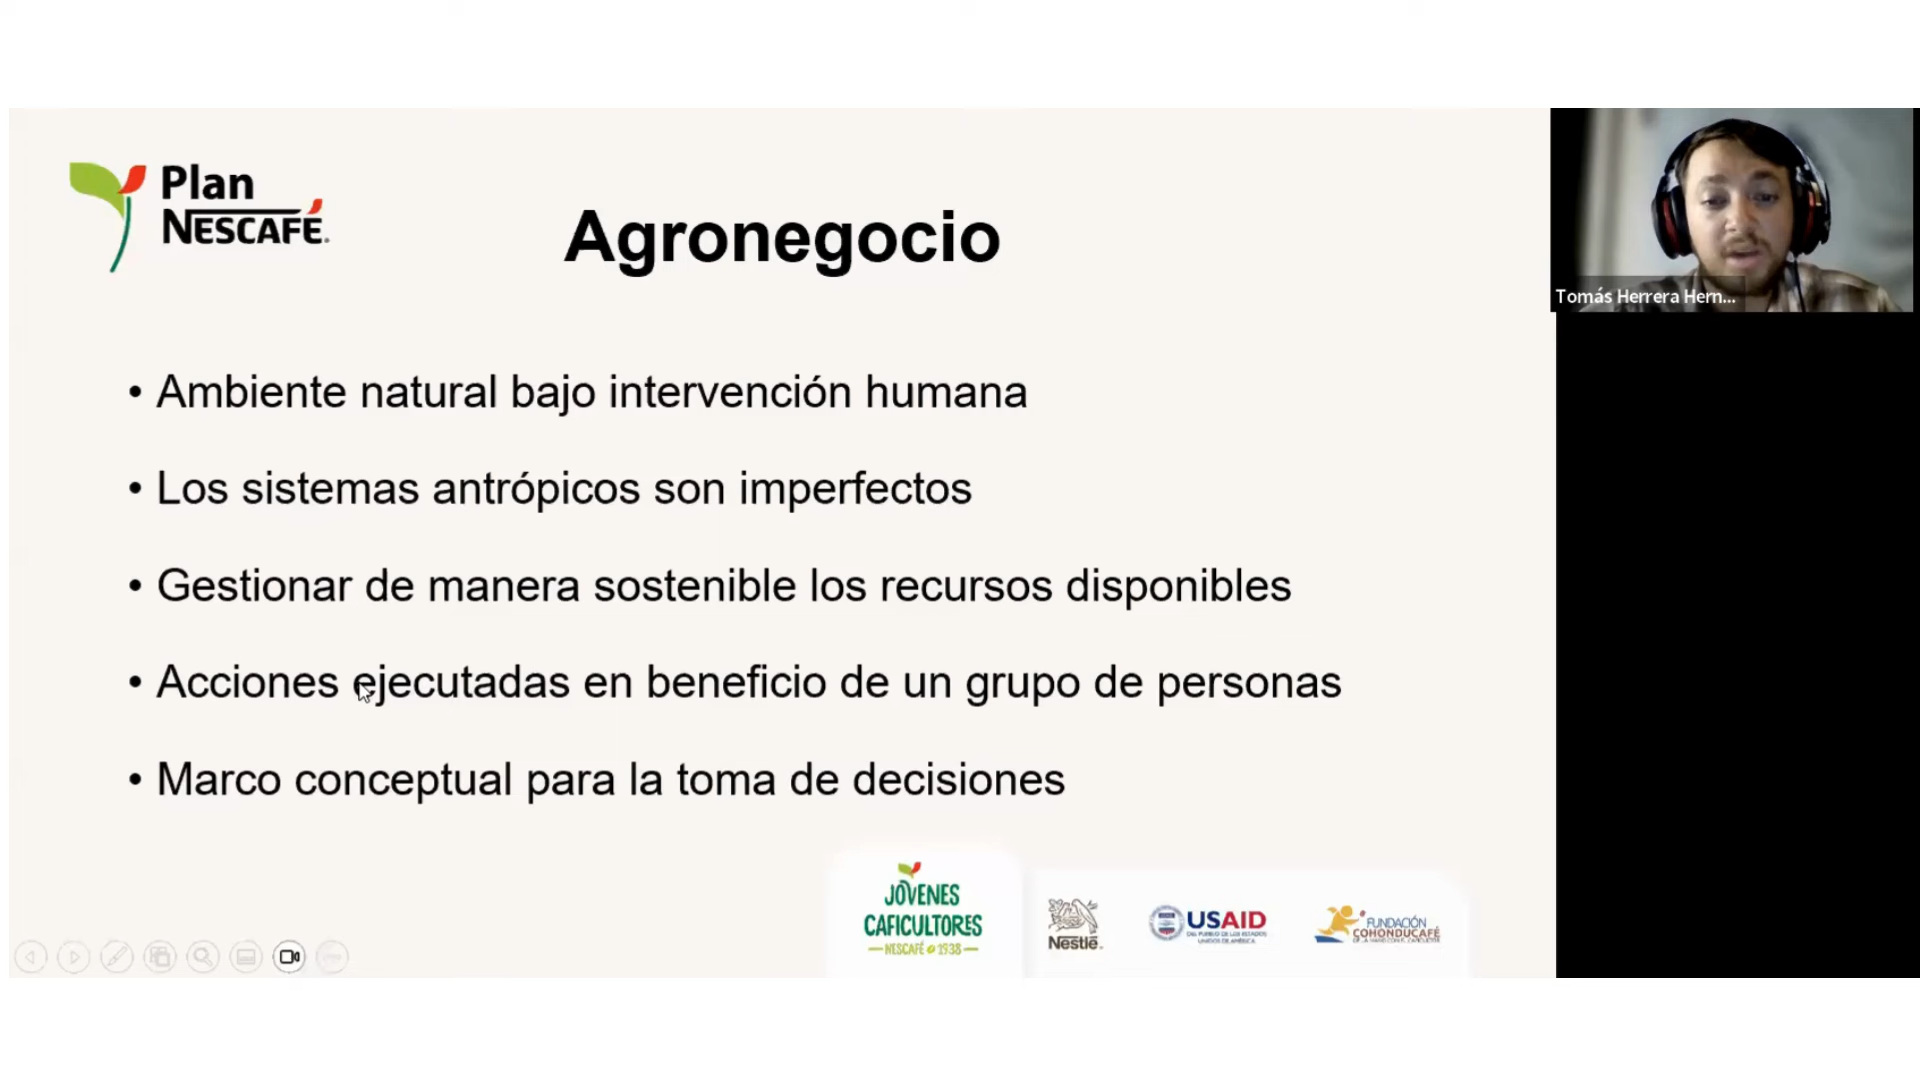 Plan
NESCAFÉ.
Agronegocio
Tomás Herrera Hern...
• Ambiente natural bajo intervención humana
• Los sistemas antrópicos son imperfectos
• Gestionar de manera sostenible los recursos disponibles
• Acciones ejecutadas en beneficio de un grupo de personas
• Marco conceptual para la toma de decisiones
JÓVENES
CAFICULTORES
NESCAFÉ 1938
Nestlé
USAID
DEL PUEBLO DE LOS ESTADOS
UNIDOS DE AMÉRICA
FUNDACIÓN
COHONDUCAFÉ